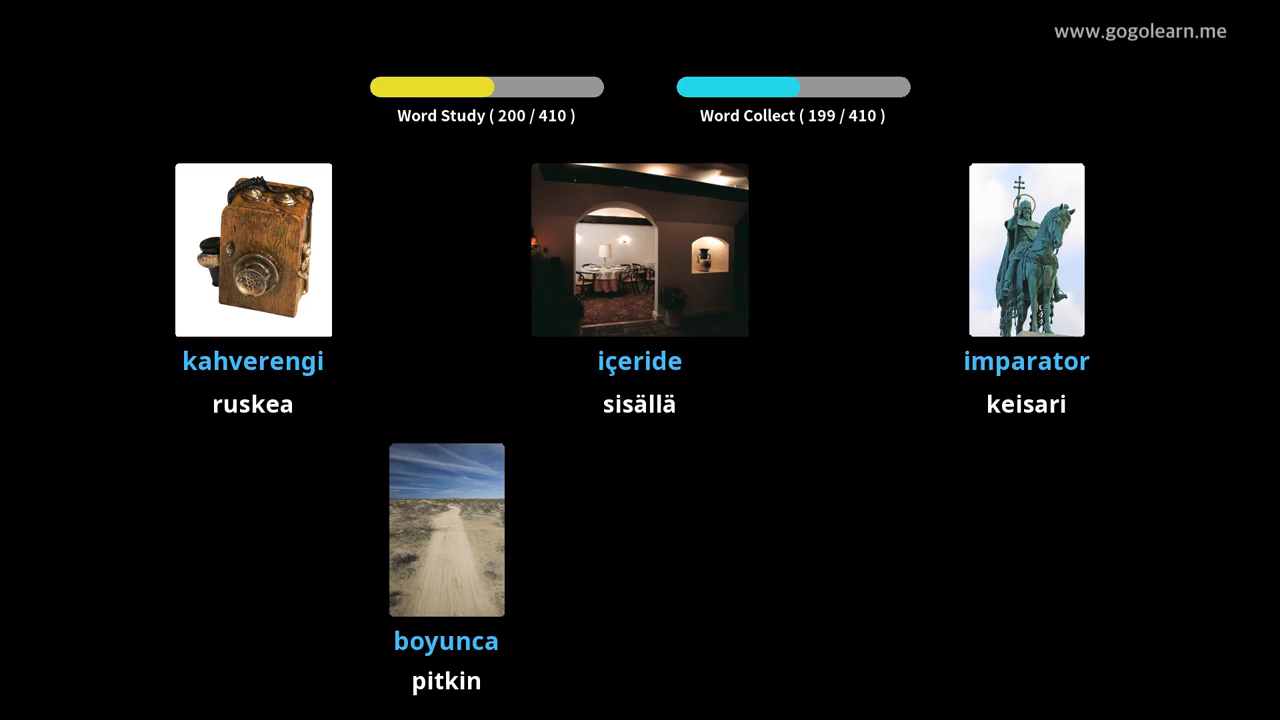 www.gogolearn.me
Word Study ( 200 / 410 )
Word Collect ( 199 / 410 )
kahverengi
ruskea
içeride
sisällä
imparator
keisari
boyunca
pitkin